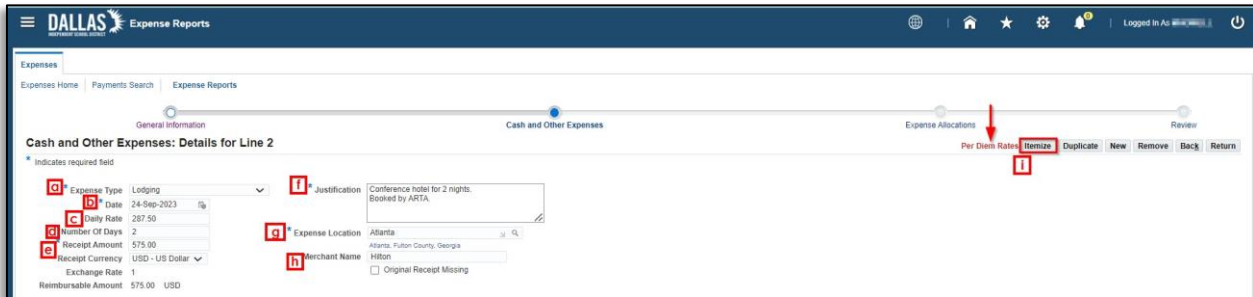 DALLAS
INDEPENDENT SCHOOL DISTRICT
Expense Reports
0
Logged In As
Expenses
Expenses Home Payments Search Expense Reports
General Information Cash and Other Expenses Expense Allocations Review
Cash and Other Expenses: Details for Line 2
Per Diem Rates Itemize Duplicate New Remove Back Return
* Indicates required field
i
a * Expense Type Lodging
f * Justification Conference hotel for 2 nights.
Booked by ARTA.
b * Date 24-Sep-2023
c Daily Rate 287.50
d Number Of Days 2
g * Expense Location Atlanta
e * Receipt Amount 575.00
Atlanta, Fulton County, Georgia
Receipt Currency USD - US Dollar
h Merchant Name Hilton
Exchange Rate 1
Original Receipt Missing
Reimbursable Amount 575.00 USD